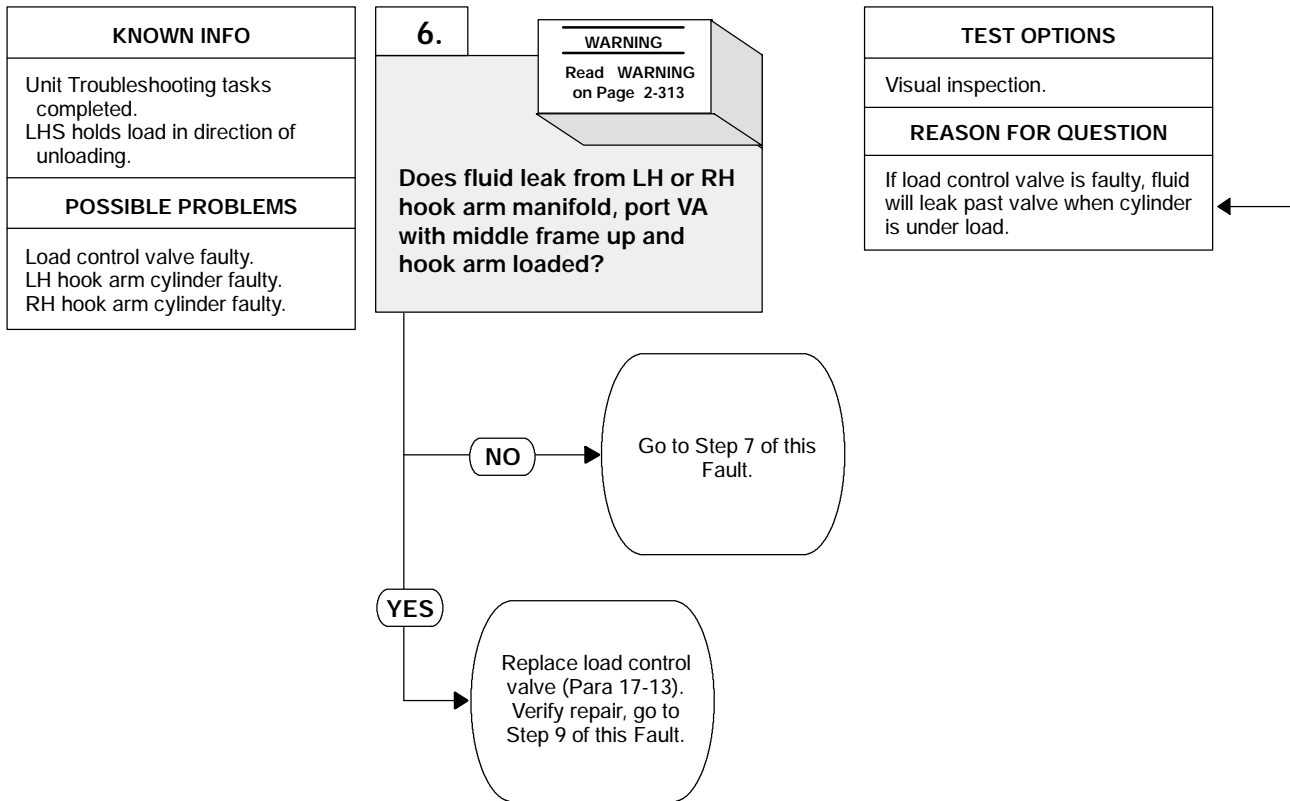 KNOWN INFO
Unit Troubleshooting tasks
completed.
LHS holds load in direction of
unloading.
POSSIBLE PROBLEMS
Load control valve faulty.
LH hook arm cylinder faulty.
RH hook arm cylinder faulty.
6.
WARNING
Read WARNING
on Page 2-313
Does fluid leak from LH or RH
hook arm manifold, port VA
with middle frame up and
hook arm loaded?
TEST OPTIONS
Visual inspection.
REASON FOR QUESTION
If load control valve is faulty, fluid
will leak past valve when cylinder
is under load.
NO
Go to Step 7 of this
Fault.
YES
Replace load control
valve (Para 17-13).
Verify repair, go to
Step 9 of this Fault.